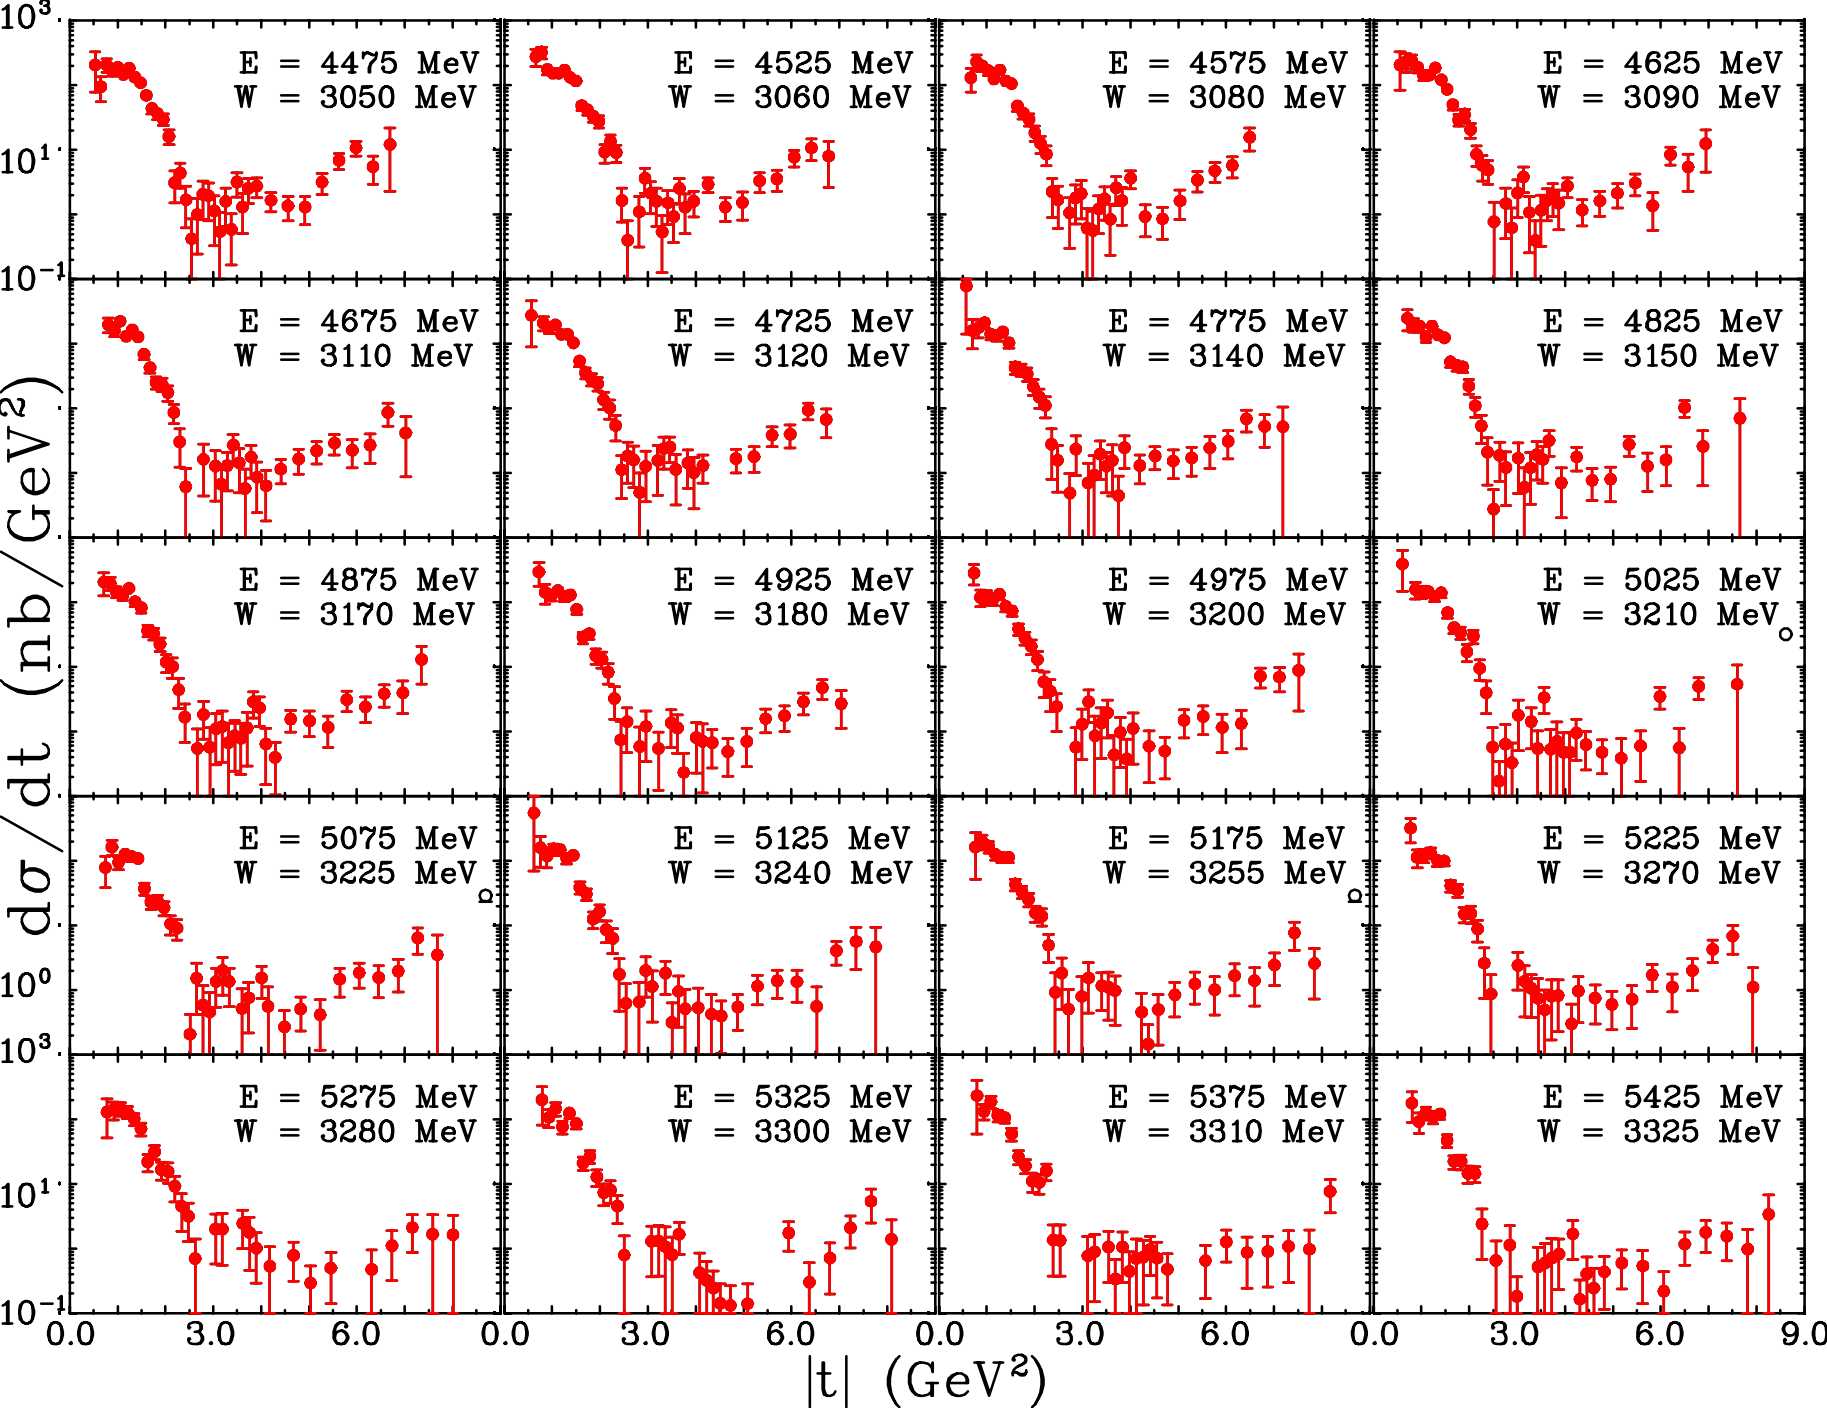 10³
E = 4475 MeV
W = 3050 MeV
E = 4525 MeV
W = 3060 MeV
E = 4575 MeV
W = 3080 MeV
E = 4625 MeV
W = 3090 MeV
10¹
10⁻¹
E = 4675 MeV
W = 3110 MeV
E = 4725 MeV
W = 3120 MeV
E = 4775 MeV
W = 3140 MeV
E = 4825 MeV
W = 3150 MeV
dσ/dt (nb/GeV²)
E = 4875 MeV
W = 3170 MeV
E = 4925 MeV
W = 3180 MeV
E = 4975 MeV
W = 3200 MeV
E = 5025 MeV
W = 3210 MeV
E = 5075 MeV
W = 3225 MeV
E = 5125 MeV
W = 3240 MeV
E = 5175 MeV
W = 3255 MeV
E = 5225 MeV
W = 3270 MeV
10⁰
10³
E = 5275 MeV
W = 3280 MeV
E = 5325 MeV
W = 3300 MeV
E = 5375 MeV
W = 3310 MeV
E = 5425 MeV
W = 3325 MeV
10¹
10⁻¹
0.0 3.0 6.0 0.0 3.0 6.0 0.0 3.0 6.0 0.0 3.0 6.0 9.0
|t| (GeV²)